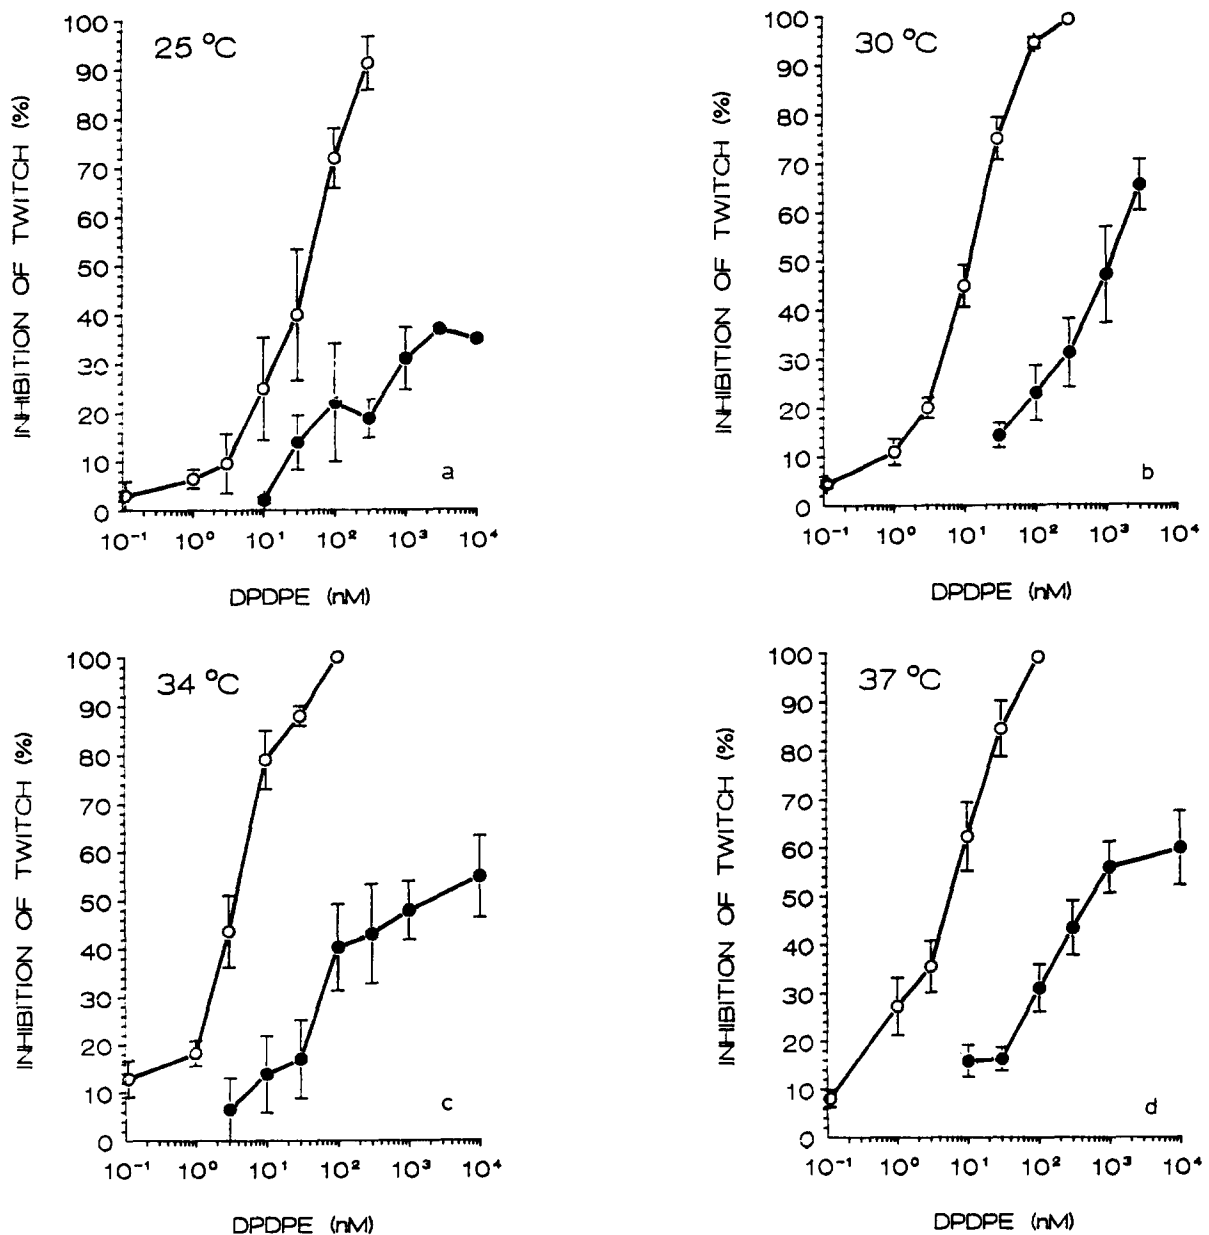 25 °C
INHIBITION OF TWITCH (%)
100
90
80
70
60
50
40
30
20
10
0
a
10⁻¹ 10⁰ 10¹ 10² 10³ 10⁴
DPDPE (nM)
30 °C
INHIBITION OF TWITCH (%)
100
90
80
70
60
50
40
30
20
10
0
b
10⁻¹ 10⁰ 10¹ 10² 10³ 10⁴
DPDPE (nM)
34 °C
INHIBITION OF TWITCH (%)
100
90
80
70
60
50
40
30
20
10
0
c
10⁻¹ 10⁰ 10¹ 10² 10³ 10⁴
DPDPE (nM)
37 °C
INHIBITION OF TWITCH (%)
100
90
80
70
60
50
40
30
20
10
0
d
10⁻¹ 10⁰ 10¹ 10² 10³ 10⁴
DPDPE (nM)